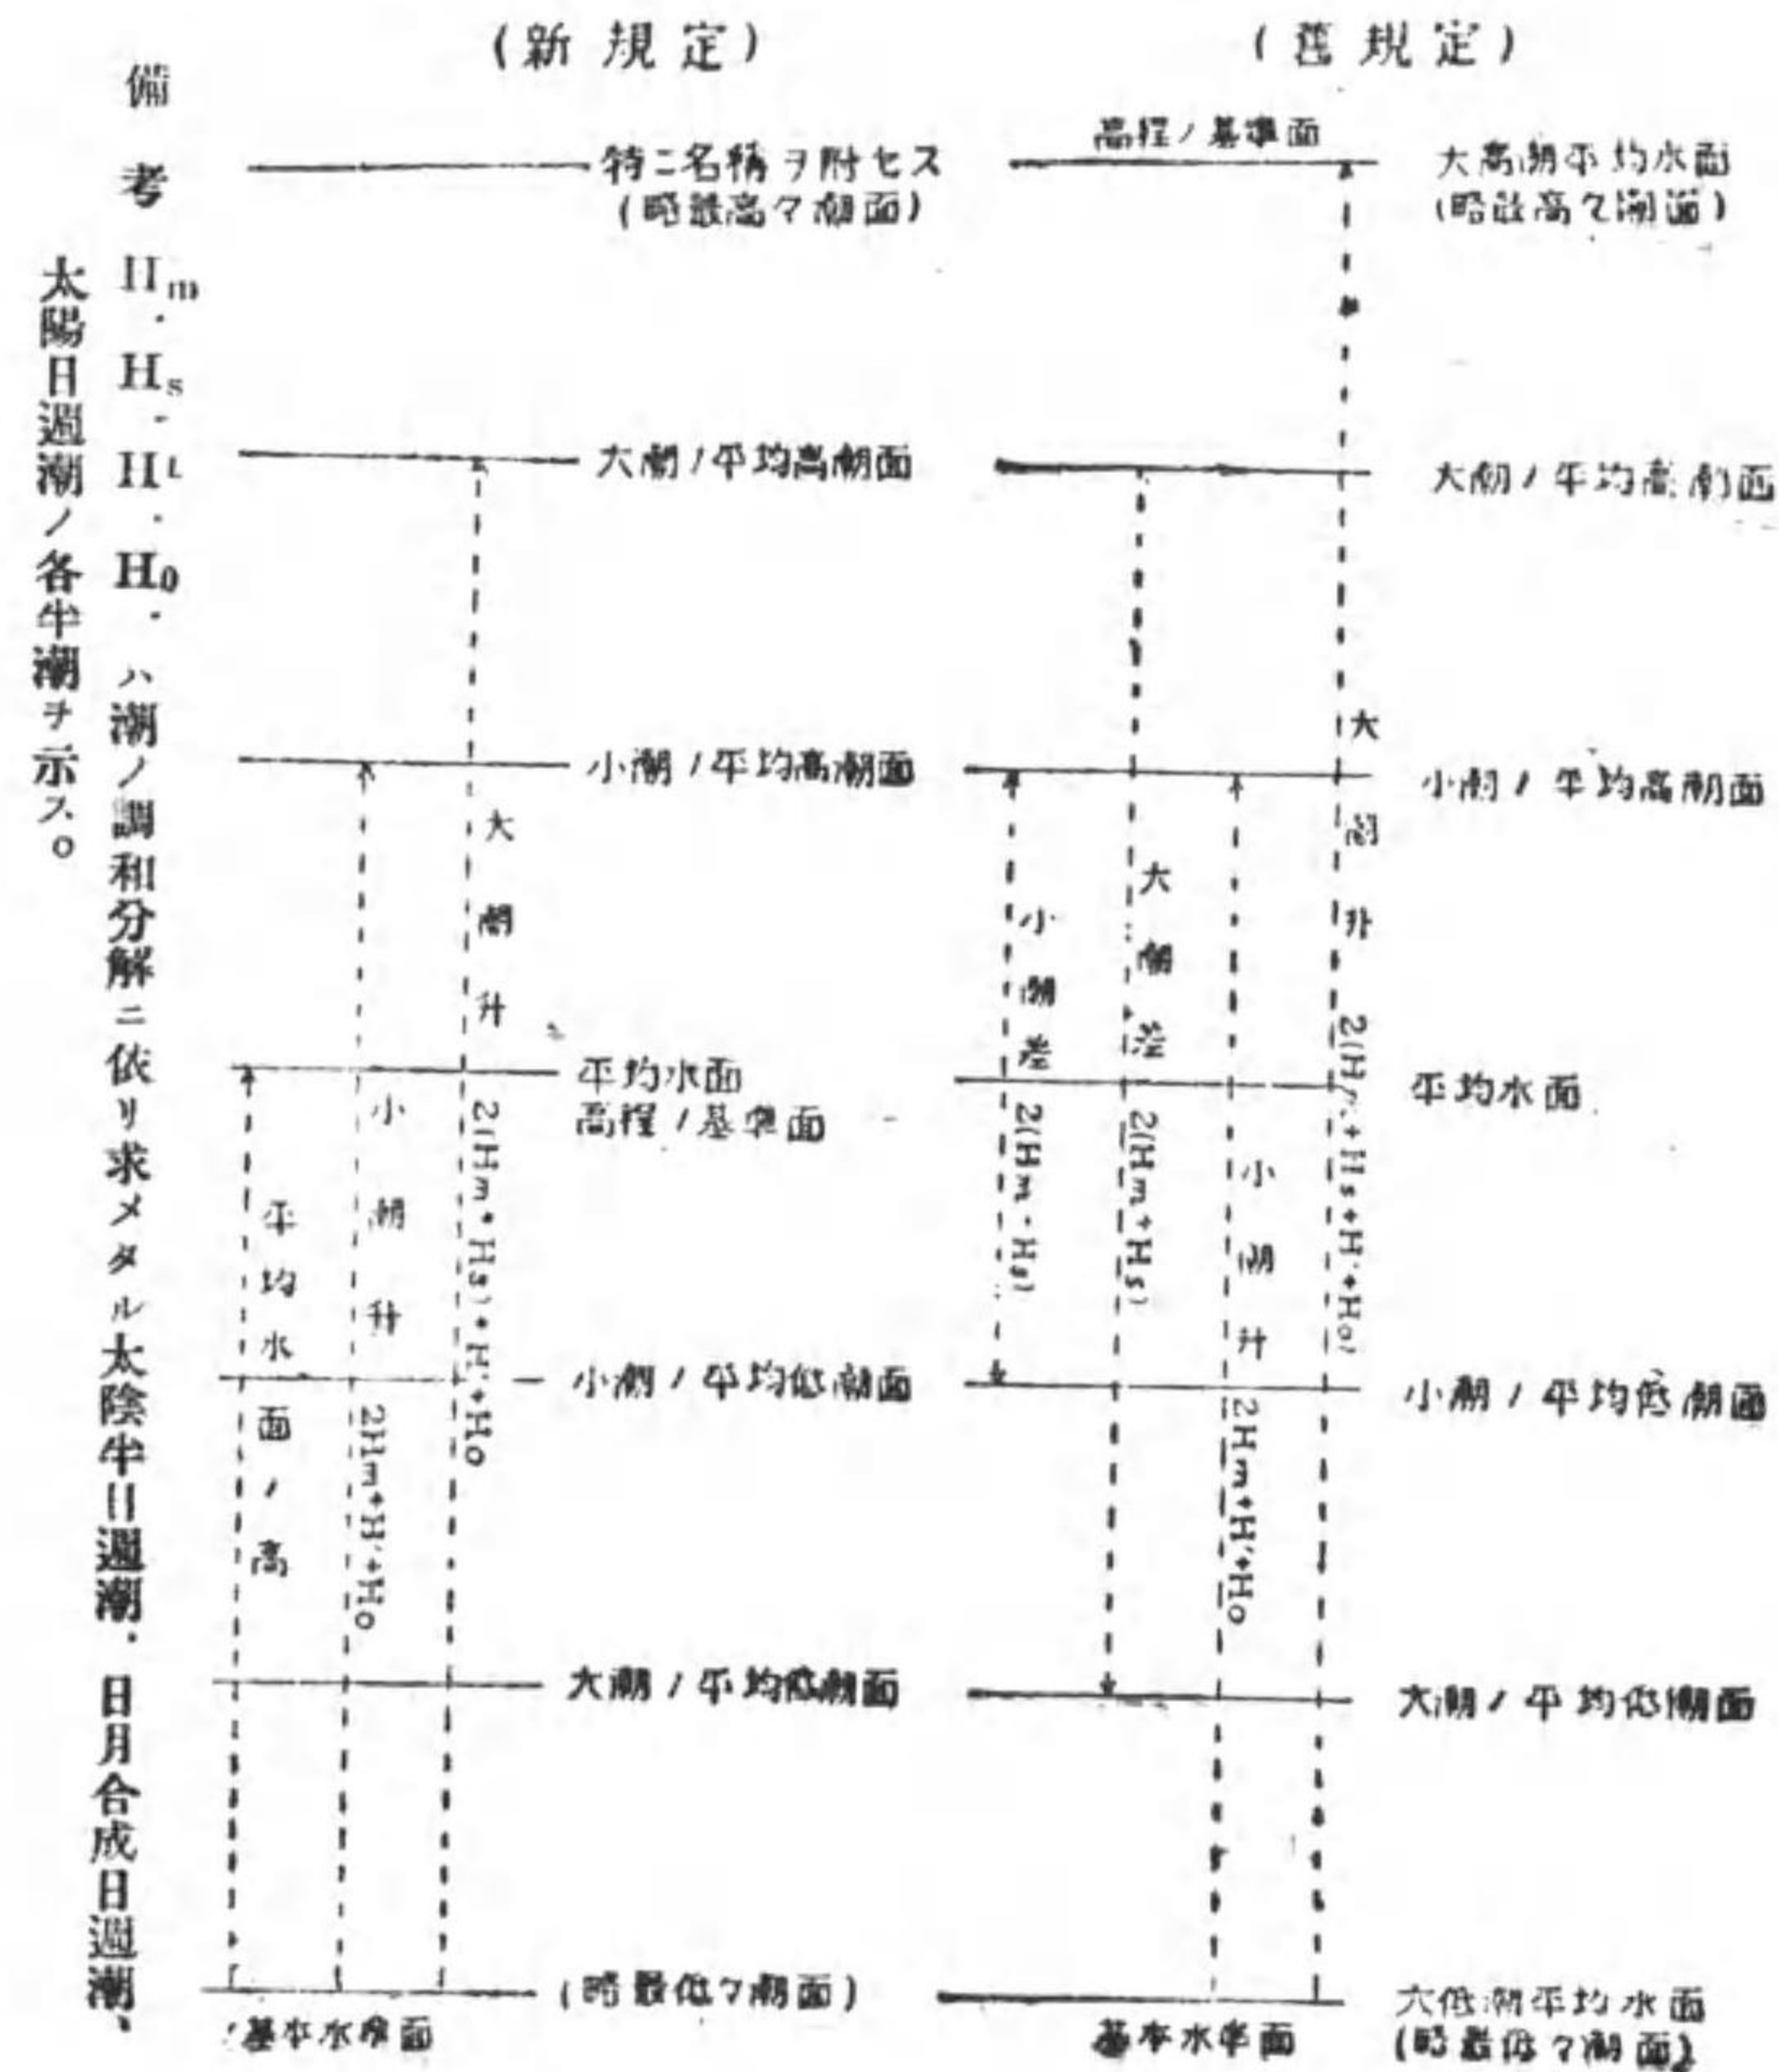 (舊規定)
高程ノ基準面
大高潮平均水面
(略最高々潮面)
大潮ノ平均高潮面
小潮ノ平均高潮面
平均水面
小潮ノ平均低潮面
大潮ノ平均低潮面
大低潮平均水面
(略最低々潮面)
基本水準面
大潮升 2(Hm+Hs+H'+Ho)
小潮升 2Hm+H'+Ho
大潮差 2(Hm+Hs)
小潮差 2(Hm-Hs)
(新規定)
特ニ名稱ヲ附セス
(略最高々潮面)
大潮ノ平均高潮面
小潮ノ平均高潮面
平均水面
高程ノ基準面
小潮ノ平均低潮面
大潮ノ平均低潮面
(略最低々潮面)
基本水準面
大潮升 2(Hm+Hs)+H'+Ho
小潮升 2Hm+H'+Ho
平均水面ノ高
備考 Hm.Hs.H'.H0.ハ潮ノ調和分解ニ依リ求メタル太陰半日週潮.日月合成日週潮、
太陽日週潮ノ各半潮ヲ示ス。